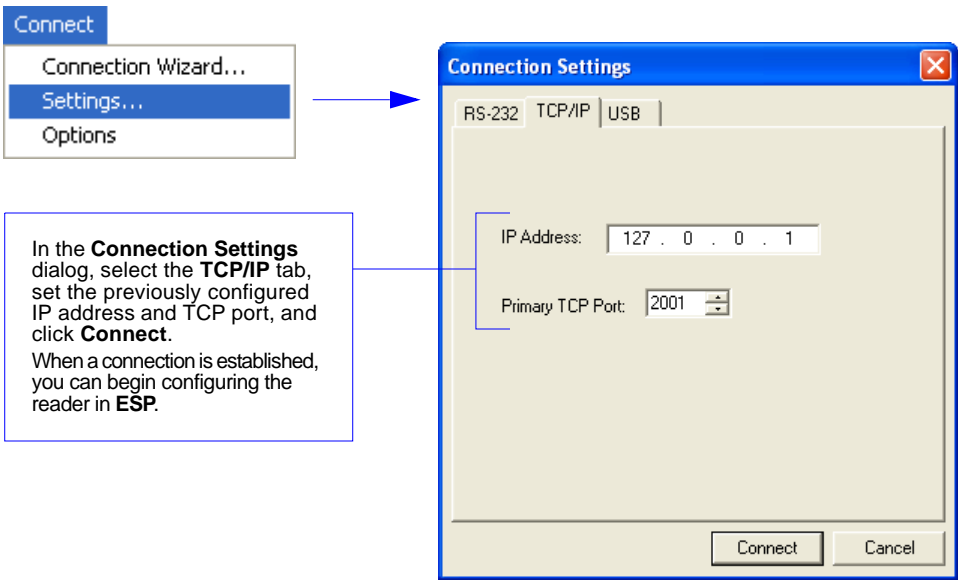 Connect
Connection Wizard...
Settings...
Options
Connection Settings
RS-232 TCP/IP USB
IP Address: 127 . 0 . 0 . 1
Primary TCP Port: 2001
Connect Cancel
In the Connection Settings
dialog, select the TCP/IP tab,
set the previously configured
IP address and TCP port, and
click Connect.
When a connection is established,
you can begin configuring the
reader in ESP.